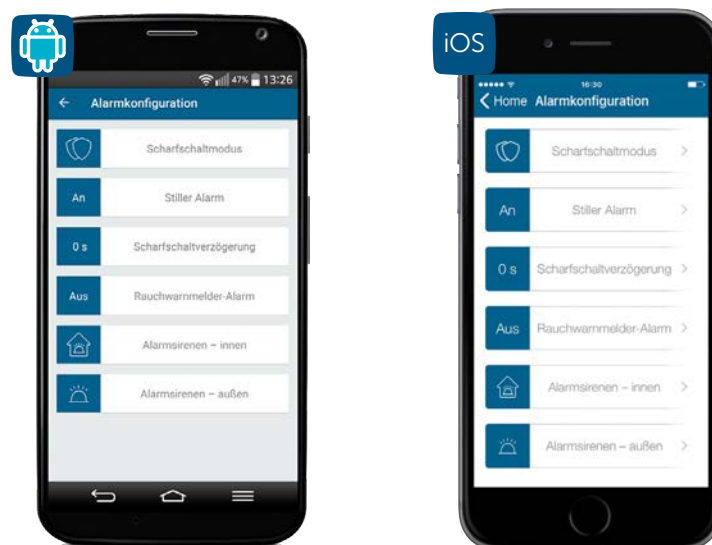 47% 13:26
Alarmkonfiguration
Scharfschaltmodus
An Stiller Alarm
0 s Scharfschaltverzögerung
Aus Rauchwarnmelder-Alarm
Alarmsirenen – innen
Alarmsirenen – außen
iOS
16:30
Home Alarmkonfiguration
Scharfschaltmodus
An Stiller Alarm
0 s Scharfschaltverzögerung
Aus Rauchwarnmelder-Alarm
Alarmsirenen – innen
Alarmsirenen – außen